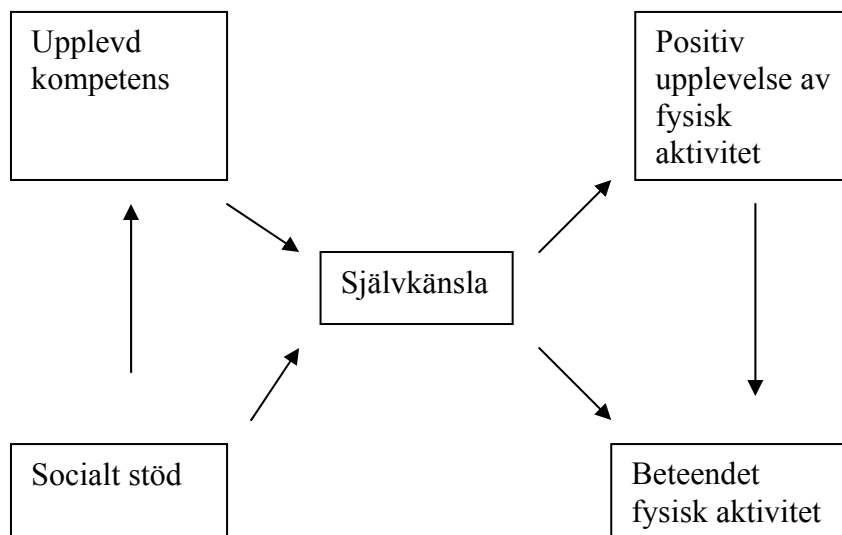 Upplevd
kompetens
Positiv
upplevelse av
fysisk
aktivitet
Självkänsla
Socialt stöd
Beteendet
fysisk aktivitet